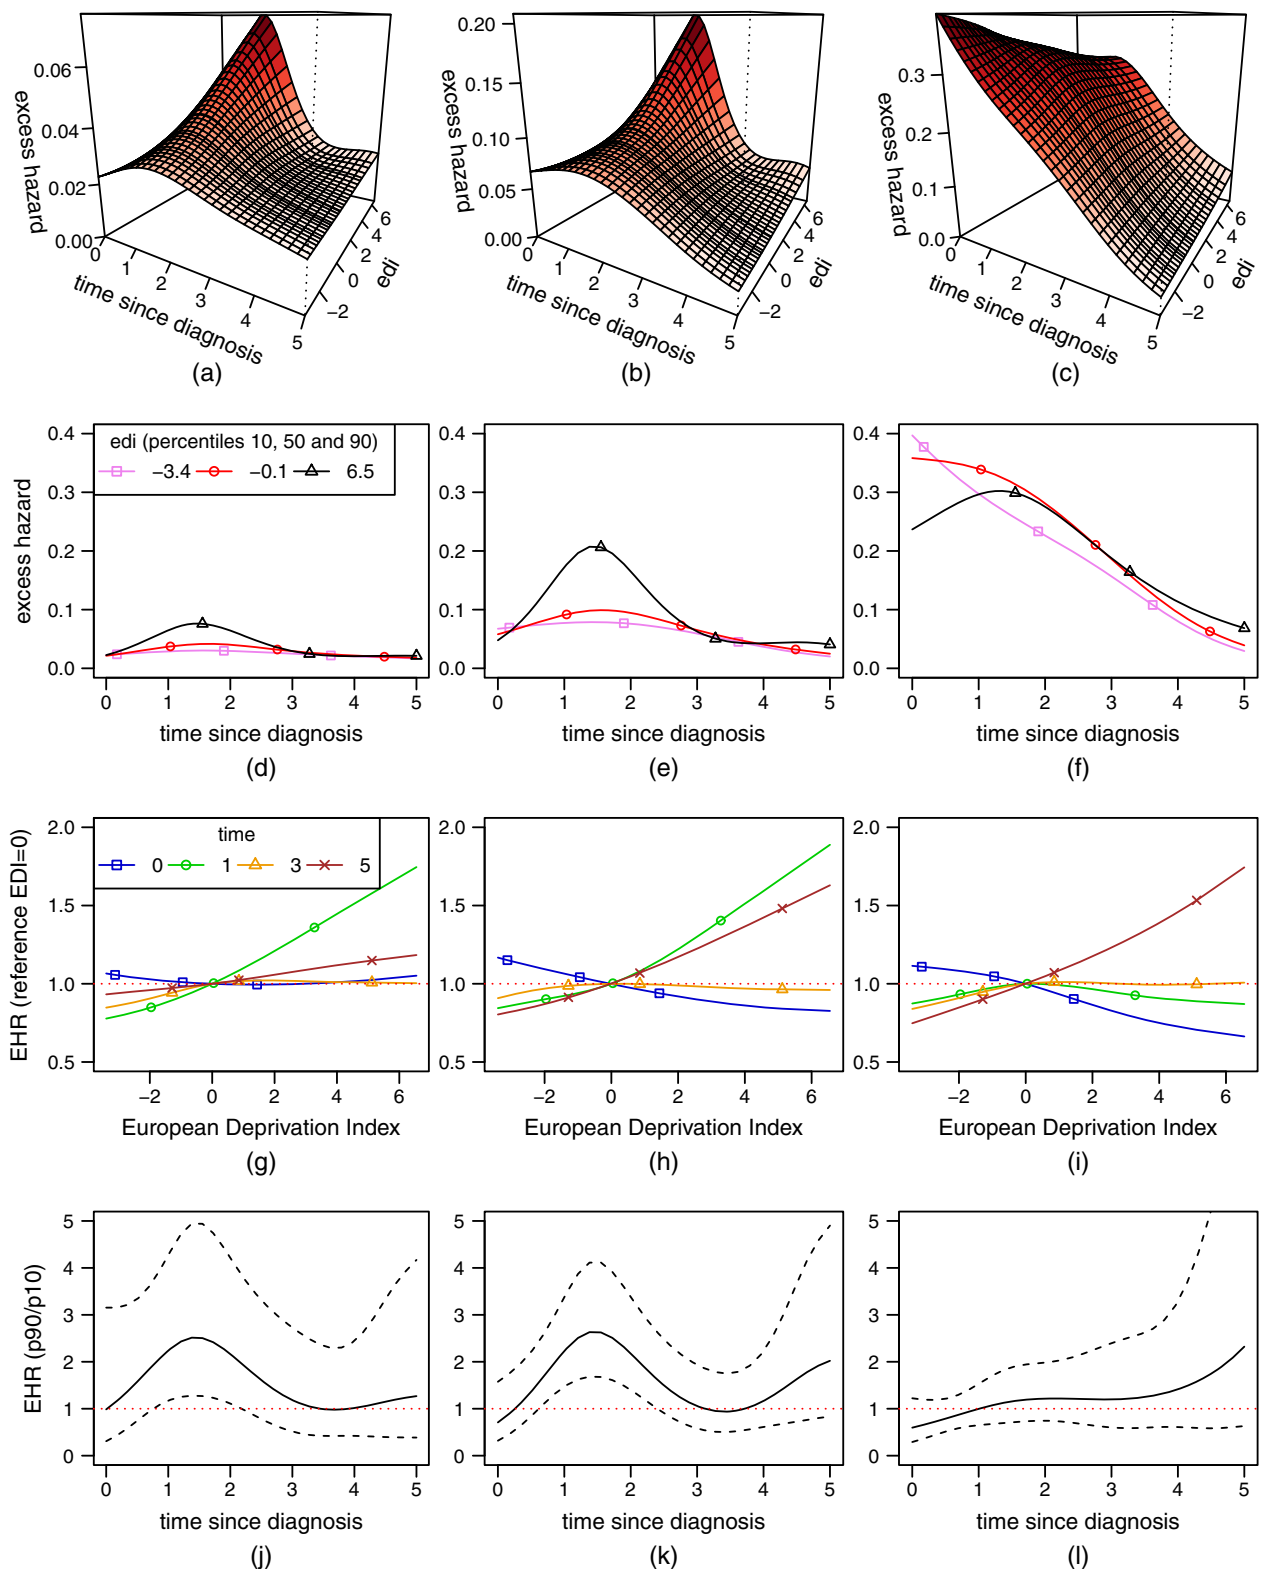 0.06
0.04
0.02
0.00
excess hazard
0
1
2
3
4
5
time since diagnosis
−2
0
2
4
6
edi
(a)
0.20
0.15
0.10
0.05
0.00
excess hazard
0
1
2
3
4
5
time since diagnosis
−2
0
2
4
6
edi
(b)
0.3
0.2
0.1
0.0
excess hazard
0
1
2
3
4
5
time since diagnosis
−2
0
2
4
6
edi
(c)
excess hazard
0.4
0.3
0.2
0.1
0.0
edi (percentiles 10, 50 and 90)
−3.4 −0.1 6.5
0 1 2 3 4 5
time since diagnosis
(d)
0.4
0.3
0.2
0.1
0.0
0 1 2 3 4 5
time since diagnosis
(e)
0.4
0.3
0.2
0.1
0.0
0 1 2 3 4 5
time since diagnosis
(f)
EHR (reference EDI=0)
2.0
1.5
1.0
0.5
time
0 1 3 5
−2 0 2 4 6
European Deprivation Index
(g)
2.0
1.5
1.0
0.5
−2 0 2 4 6
European Deprivation Index
(h)
2.0
1.5
1.0
0.5
−2 0 2 4 6
European Deprivation Index
(i)
EHR (p90/p10)
5
4
3
2
1
0
0 1 2 3 4 5
time since diagnosis
(j)
5
4
3
2
1
0
0 1 2 3 4 5
time since diagnosis
(k)
5
4
3
2
1
0
0 1 2 3 4 5
time since diagnosis
(l)